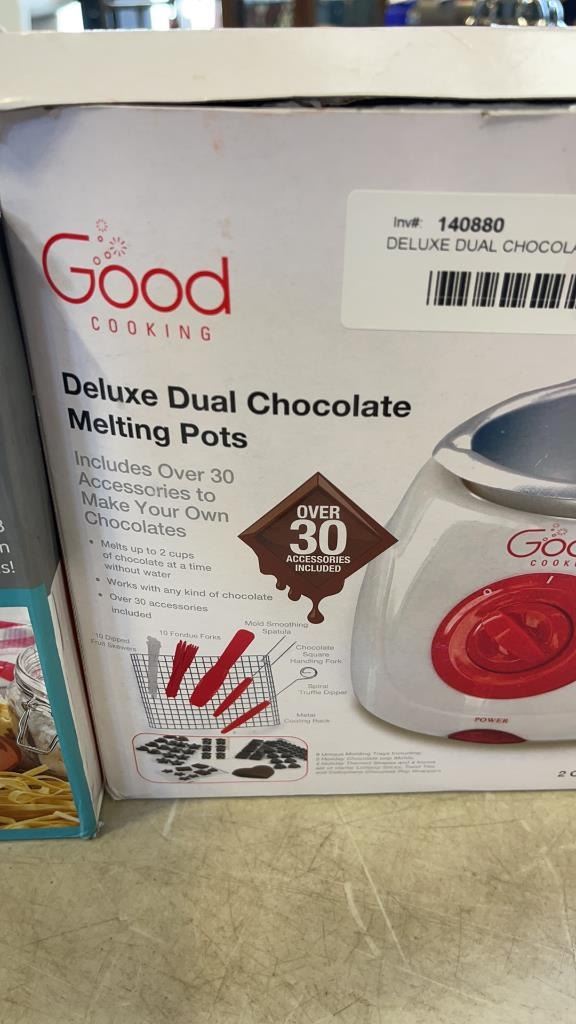 Inv#: 140880
DELUXE DUAL CHOCOLA
Good
COOKING
Deluxe Dual Chocolate
Melting Pots
Includes Over 30
Accessories to
Make Your Own
Chocolates
• Melts up to 2 cups
of chocolate at a time
without water
• Works with any kind of chocolate
• Over 30 accessories
included
OVER
30
ACCESSORIES
INCLUDED
10 Dipped
Fruit Skewers
10 Fondue Forks
Mold Smoothing
Spatula
Chocolate
Square
Handling Fork
Spiral
Truffle Dipper
Metal
Cooling Rack
Goo
COOKI
O
I
POWER
2 C
3
n
s!